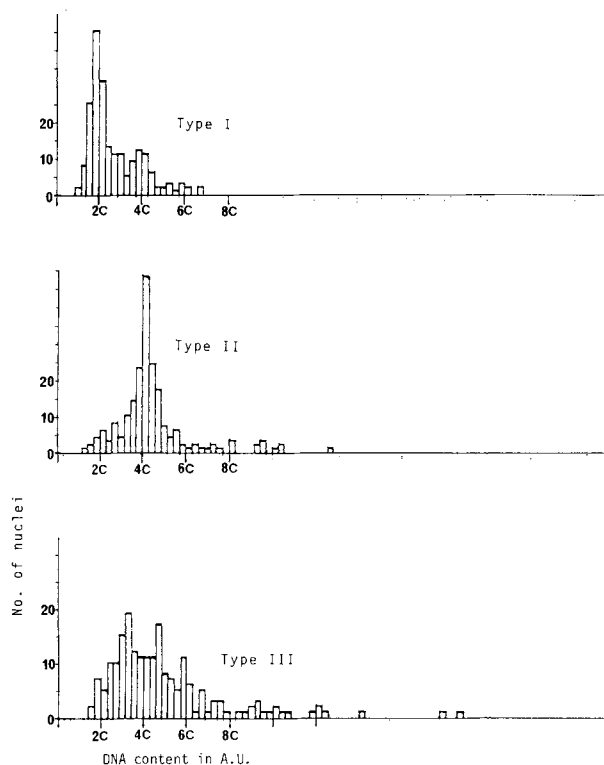 20
10
0
Type I
2C 4C 6C 8C
20
10
0
Type II
2C 4C 6C 8C
No. of nuclei
20
10
0
Type III
2C 4C 6C 8C
DNA content in A.U.